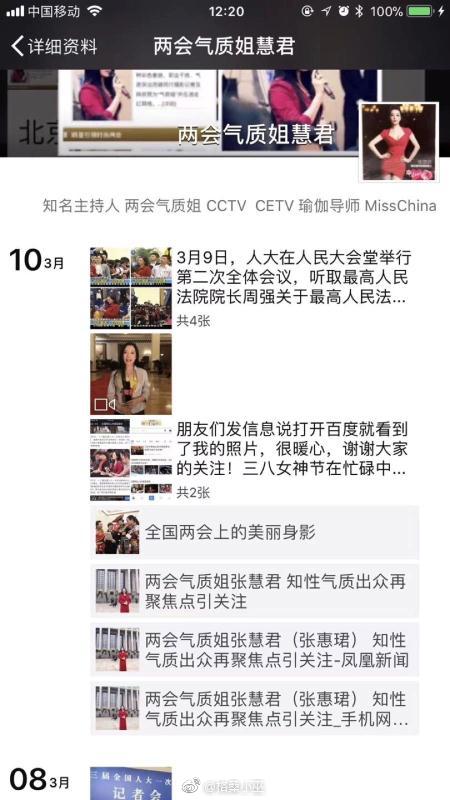 中国移动 12:20 100%
详细资料 两会气质姐慧君
北京
两会气质姐慧君
知名主持人 两会气质姐 CCTV CETV 瑜伽导师 MissChina
10 3月
3月9日，人大在人民大会堂举行
第二次全体会议，听取最高人民
法院院长周强关于最高人民法...
共4张
朋友们发信息说打开百度就看到
了我的照片，很暖心，谢谢大家
的关注！三八女神节在忙碌中...
共2张
全国两会上的美丽身影
两会气质姐张慧君 知性气质出众再
聚焦点引关注
两会气质姐张慧君（张惠珺） 知性
气质出众再聚焦点引关注-凤凰新闻
两会气质姐张慧君（张惠珺） 知性
气质出众再聚焦点引关注_手机网...
08 3月
三届全国人大一次
记者会